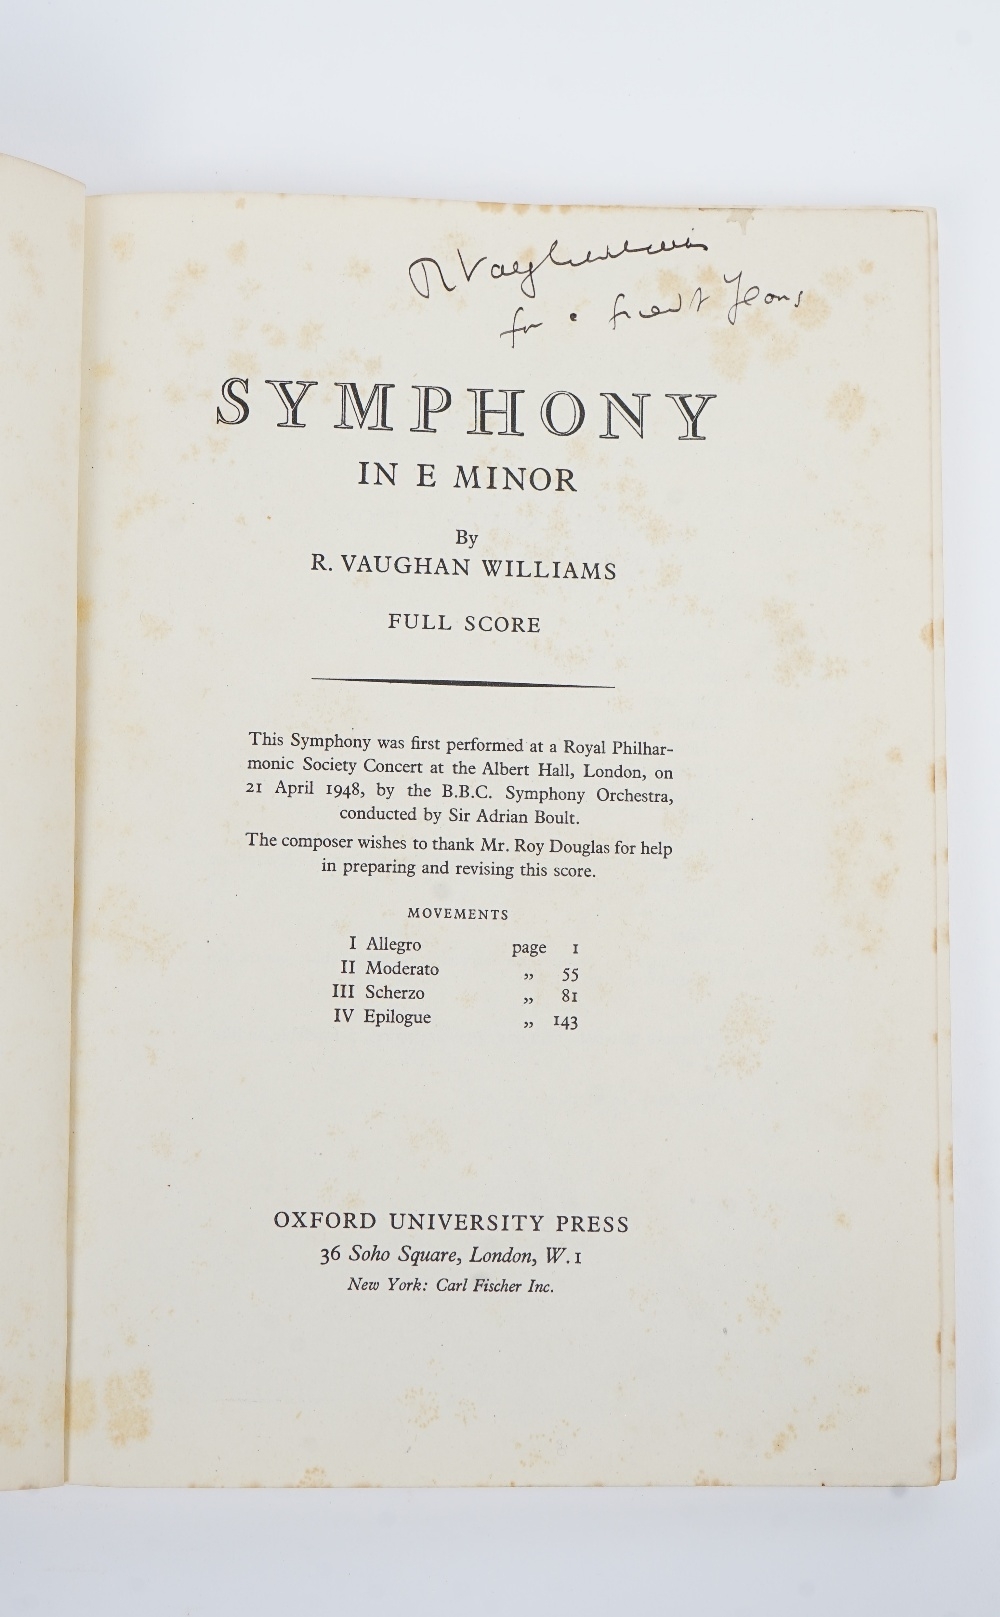 R Vaughan Williams
for
SYMPHONY
IN E MINOR
By
R. VAUGHAN WILLIAMS
FULL SCORE
This Symphony was first performed at a Royal Philhar-
monic Society Concert at the Albert Hall, London, on
21 April 1948, by the B.B.C. Symphony Orchestra,
conducted by Sir Adrian Boult.
The composer wishes to thank Mr. Roy Douglas for help
in preparing and revising this score.
MOVEMENTS
I Allegro page 1
II Moderato „ 55
III Scherzo „ 81
IV Epilogue „ 143
OXFORD UNIVERSITY PRESS
36 Soho Square, London, W.1
New York: Carl Fischer Inc.